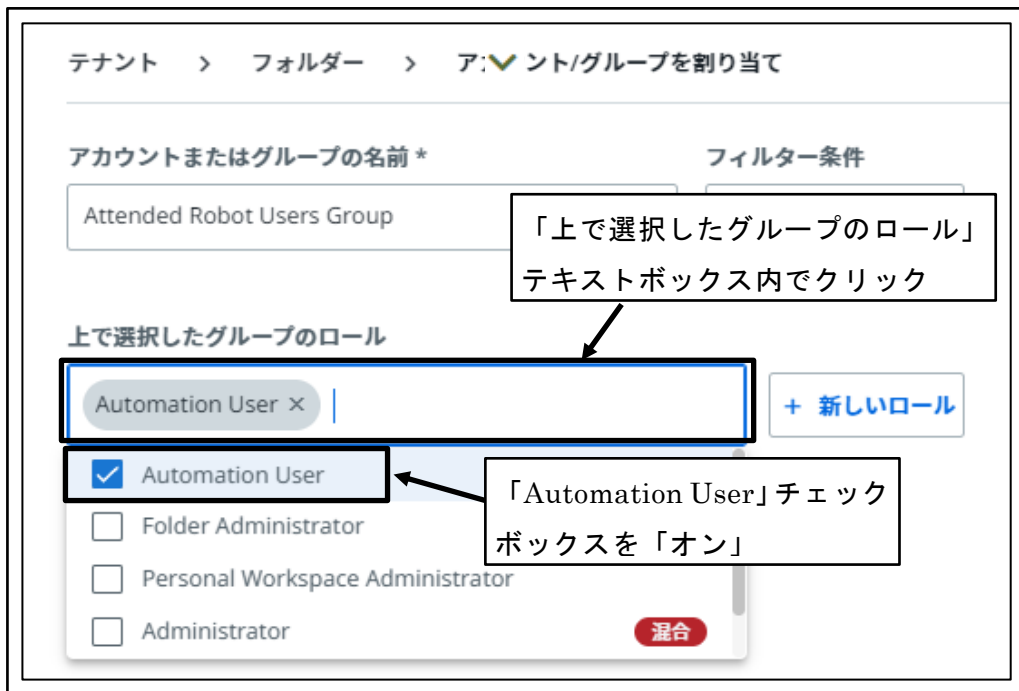 テナント > フォルダー > ア ント/グループを割り当て
アカウントまたはグループの名前 *
フィルター条件
Attended Robot Users Group
「上で選択したグループのロール」
テキストボックス内でクリック
上で選択したグループのロール
Automation User ×
+ 新しいロール
Automation User
「Automation User」チェック
ボックスを「オン」
Folder Administrator
Personal Workspace Administrator
Administrator
混合